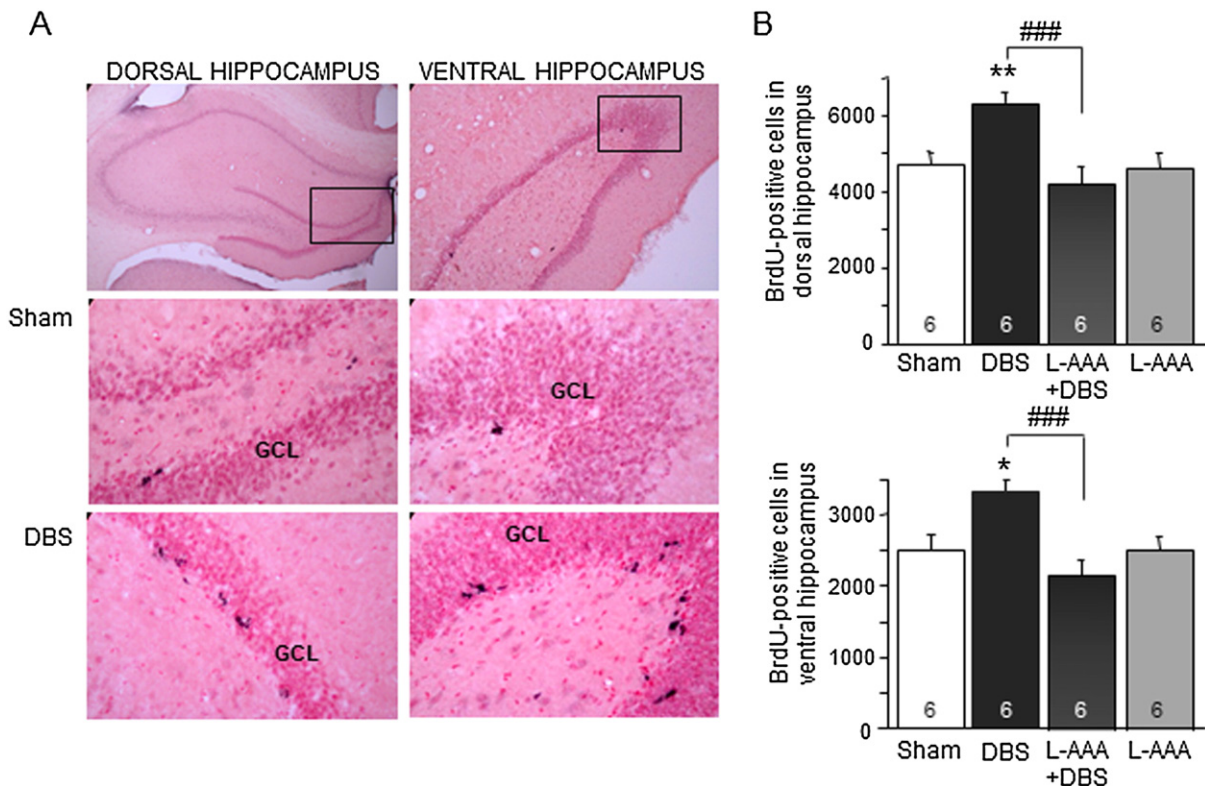 A
DORSAL HIPPOCAMPUS
VENTRAL HIPPOCAMPUS
Sham
GCL
GCL
DBS
GCL
GCL
B
###
**
BrdU-positive cells in
dorsal hippocampus
6000
4000
2000
0
6
6
6
6
Sham
DBS
L-AAA
+DBS
L-AAA
###
*
BrdU-positive cells in
ventral hippocampus
3000
2000
1000
0
6
6
6
6
Sham
DBS
L-AAA
+DBS
L-AAA